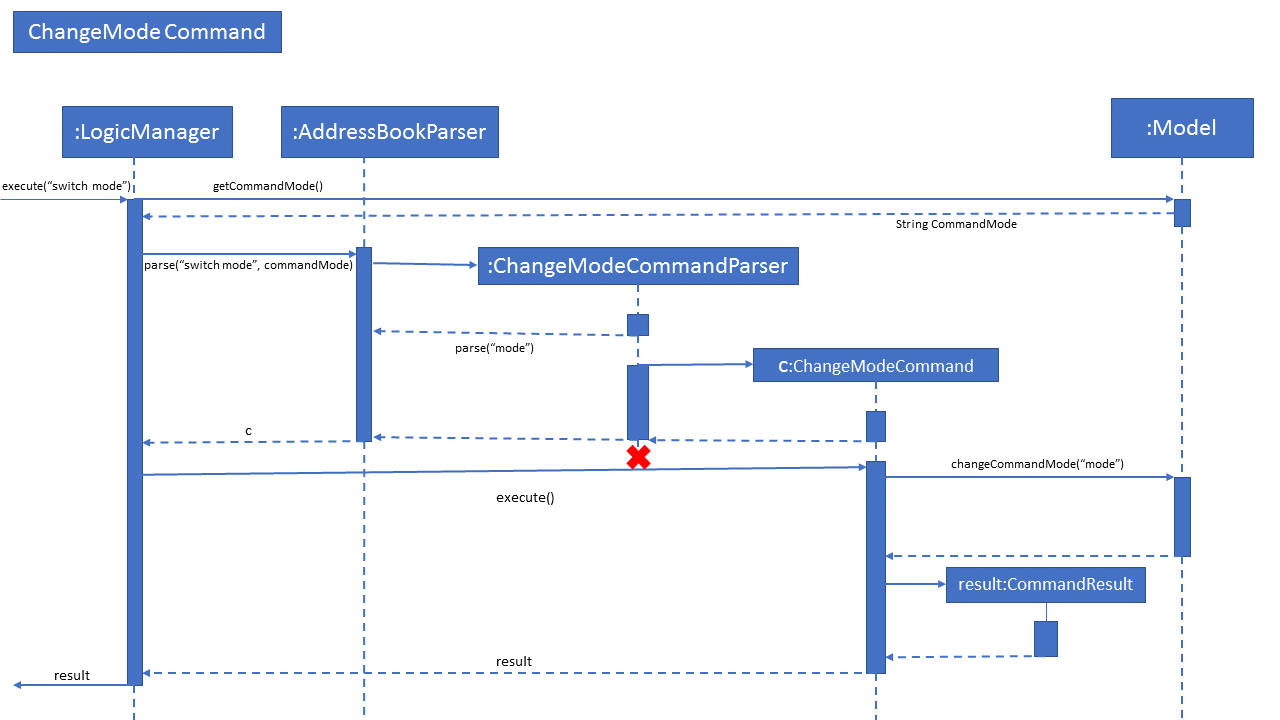 ChangeMode Command
:LogicManager
:AddressBookParser
:Model
execute(“switch mode”)
getCommandMode()
String CommandMode
parse(“switch mode”, commandMode)
:ChangeModeCommandParser
parse(“mode”)
c:ChangeModeCommand
c
changeCommandMode(“mode”)
execute()
result:CommandResult
result
result